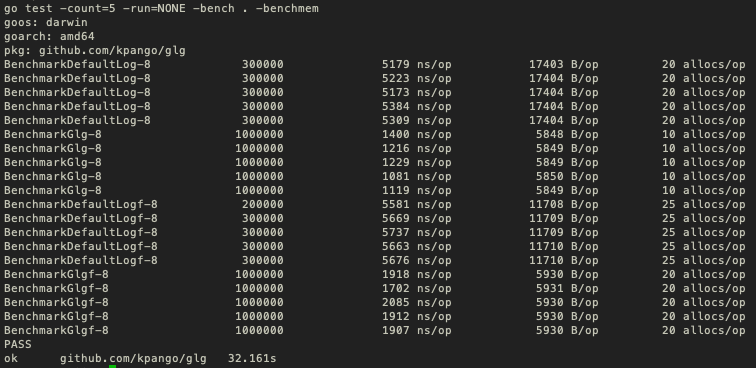 go test -count=5 -run=NONE -bench . -benchmem
goos: darwin
goarch: amd64
pkg: github.com/kpango/glg
BenchmarkDefaultLog-8 300000 5179 ns/op 17403 B/op 20 allocs/op
BenchmarkDefaultLog-8 300000 5223 ns/op 17404 B/op 20 allocs/op
BenchmarkDefaultLog-8 300000 5173 ns/op 17404 B/op 20 allocs/op
BenchmarkDefaultLog-8 300000 5384 ns/op 17404 B/op 20 allocs/op
BenchmarkDefaultLog-8 300000 5309 ns/op 17404 B/op 20 allocs/op
BenchmarkGlg-8 1000000 1400 ns/op 5848 B/op 10 allocs/op
BenchmarkGlg-8 1000000 1216 ns/op 5849 B/op 10 allocs/op
BenchmarkGlg-8 1000000 1229 ns/op 5849 B/op 10 allocs/op
BenchmarkGlg-8 1000000 1081 ns/op 5850 B/op 10 allocs/op
BenchmarkGlg-8 1000000 1119 ns/op 5849 B/op 10 allocs/op
BenchmarkDefaultLogf-8 200000 5581 ns/op 11708 B/op 25 allocs/op
BenchmarkDefaultLogf-8 300000 5669 ns/op 11709 B/op 25 allocs/op
BenchmarkDefaultLogf-8 300000 5737 ns/op 11709 B/op 25 allocs/op
BenchmarkDefaultLogf-8 300000 5663 ns/op 11710 B/op 25 allocs/op
BenchmarkDefaultLogf-8 300000 5676 ns/op 11710 B/op 25 allocs/op
BenchmarkGlgf-8 1000000 1918 ns/op 5930 B/op 20 allocs/op
BenchmarkGlgf-8 1000000 1702 ns/op 5931 B/op 20 allocs/op
BenchmarkGlgf-8 1000000 2085 ns/op 5930 B/op 20 allocs/op
BenchmarkGlgf-8 1000000 1912 ns/op 5930 B/op 20 allocs/op
BenchmarkGlgf-8 1000000 1907 ns/op 5930 B/op 20 allocs/op
PASS
ok github.com/kpango/glg 32.161s